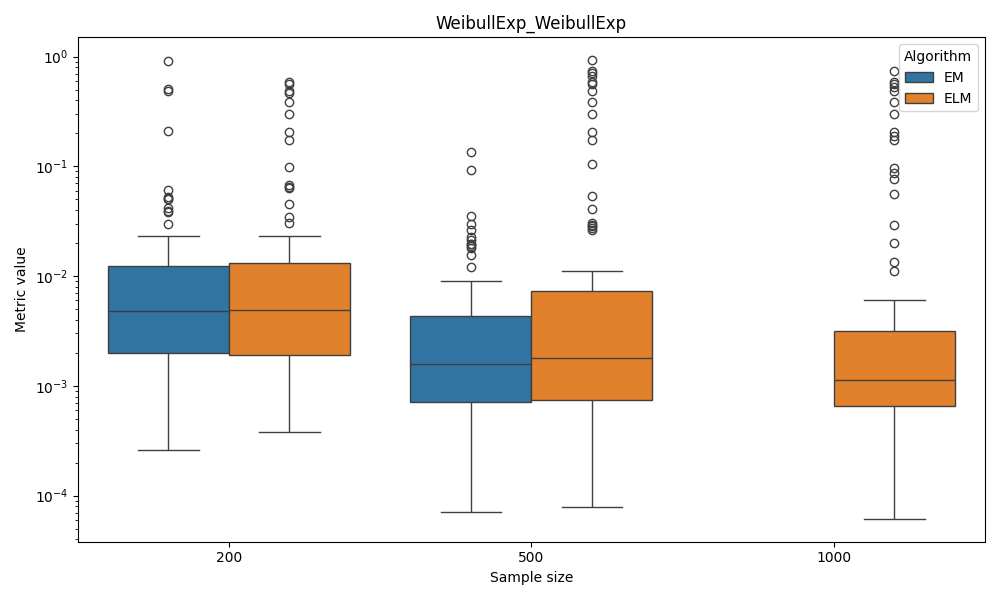 WeibullExp_WeibullExp
Metric value
10⁰
10⁻¹
10⁻²
10⁻³
10⁻⁴
Algorithm
EM
ELM
200
500
1000
Sample size